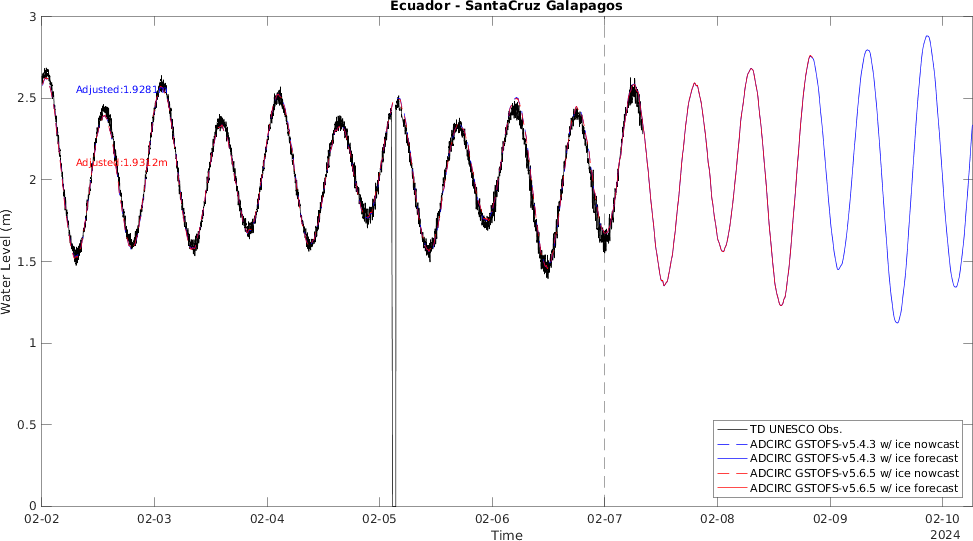 Ecuador - SantaCruz Galapagos
3
2.5
2
1.5
1
0.5
0
Water Level (m)
Adjusted:1.9281m
Adjusted:1.9312m
TD UNESCO Obs.
ADCIRC GSTOFS-v5.4.3 w/ ice nowcast
ADCIRC GSTOFS-v5.4.3 w/ ice forecast
ADCIRC GSTOFS-v5.6.5 w/ ice nowcast
ADCIRC GSTOFS-v5.6.5 w/ ice forecast
02-02 02-03 02-04 02-05 02-06 02-07 02-08 02-09 02-10
Time 2024